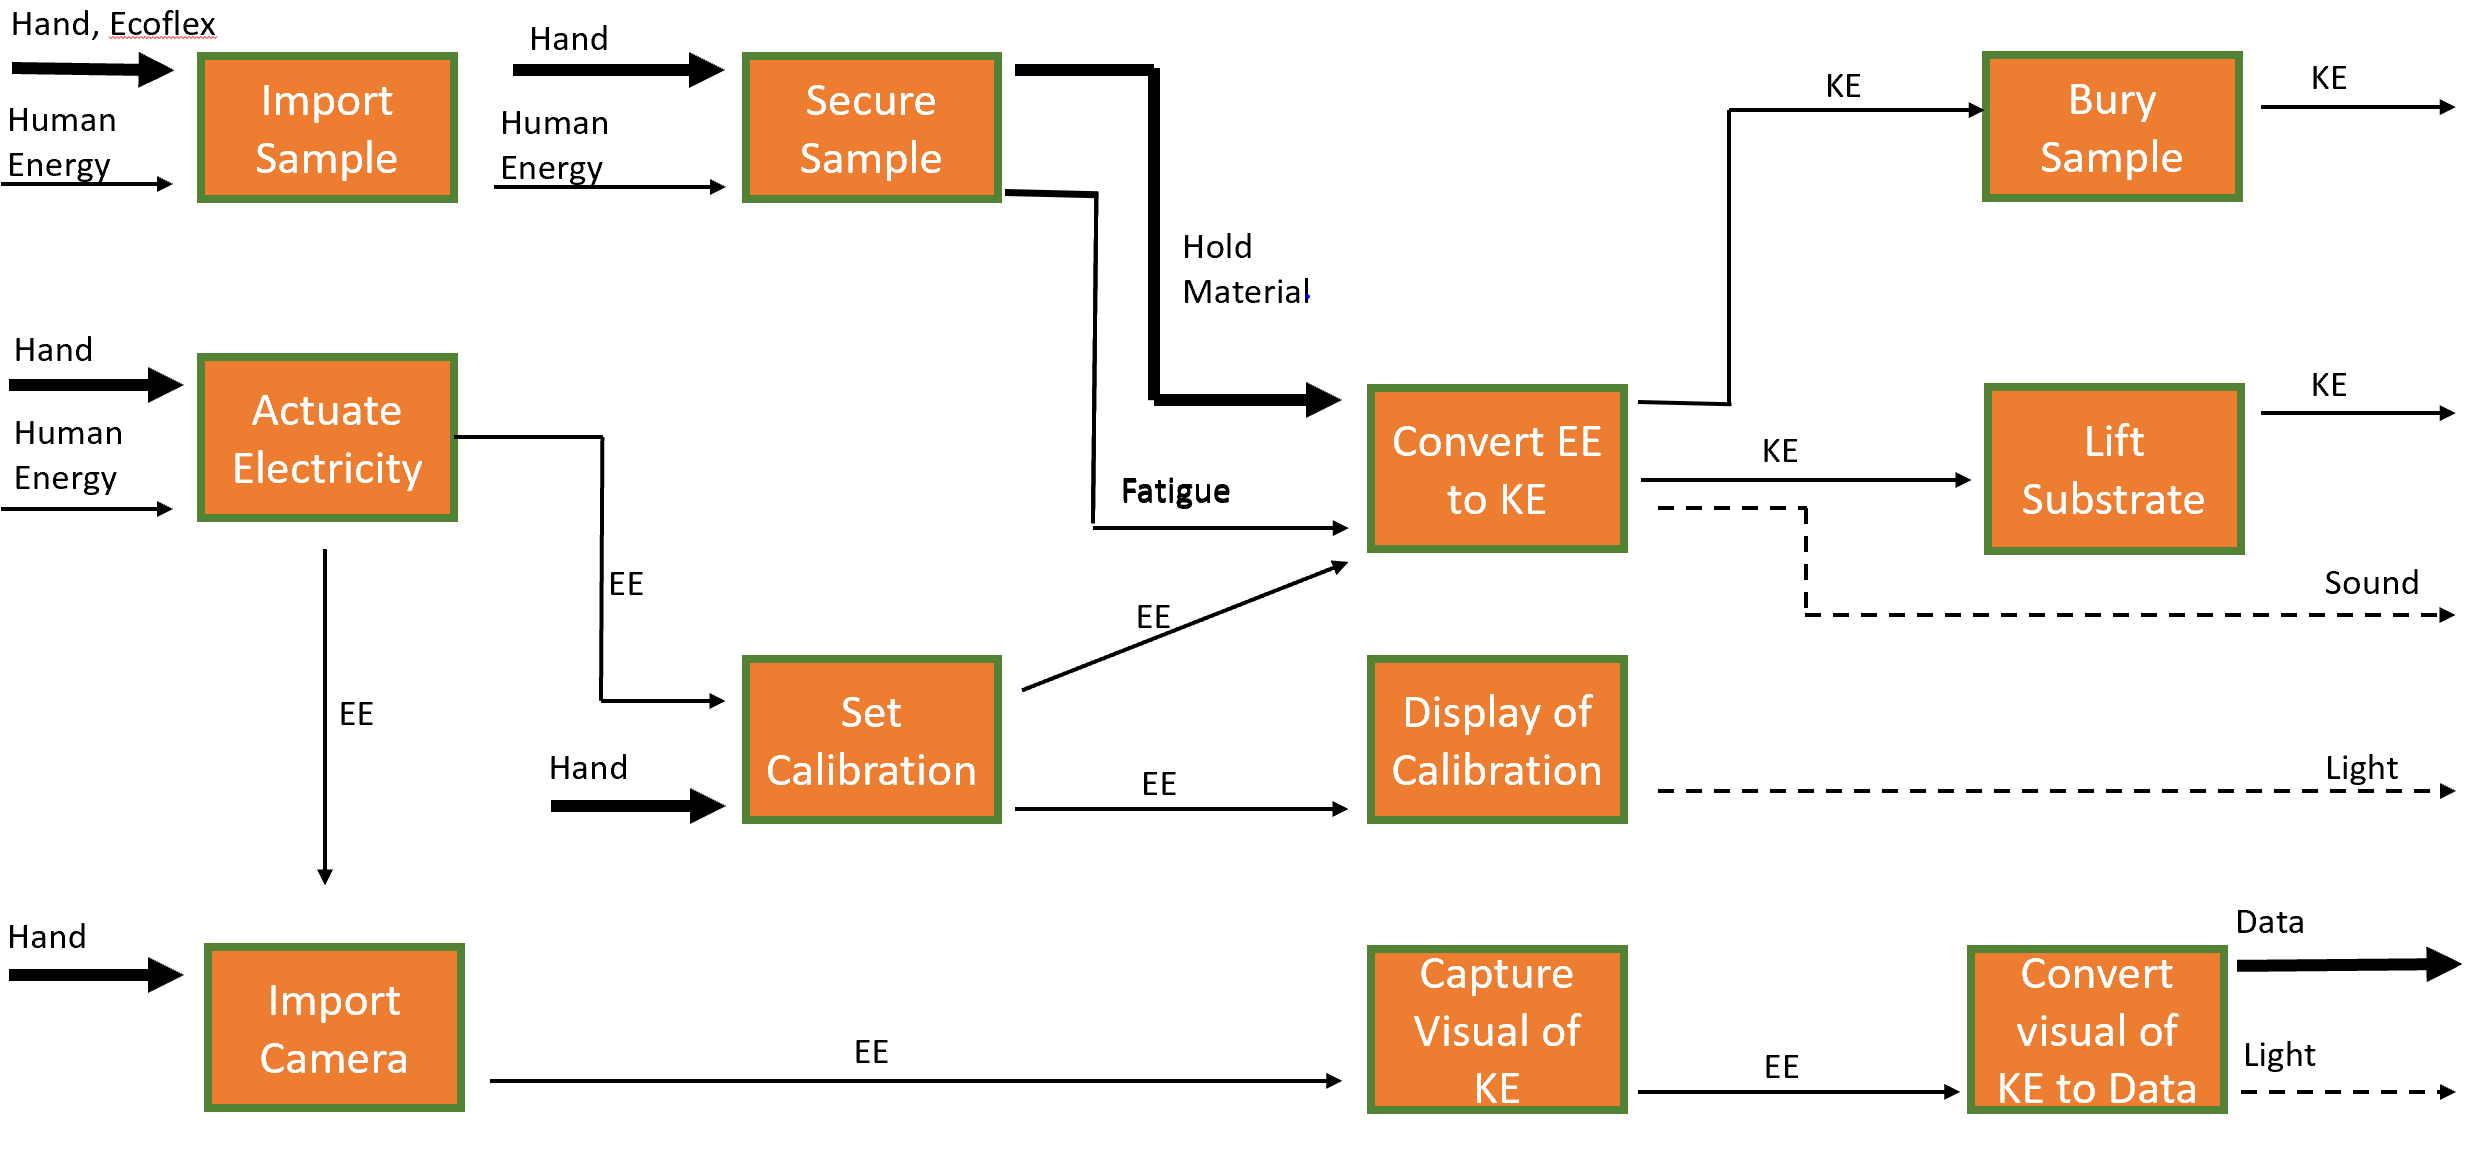 Hand, Ecoflex
Human
Energy
Import
Sample
Hand
Human
Energy
Secure
Sample
Hold
Material
KE
Bury
Sample
KE
Hand
Human
Energy
Actuate
Electricity
EE
EE
Fatigue
Convert EE
to KE
KE
Lift
Substrate
KE
Sound
EE
Hand
Set
Calibration
EE
Display of
Calibration
Light
Hand
Import
Camera
EE
Capture
Visual of
KE
EE
Convert
visual of
KE to Data
Data
Light